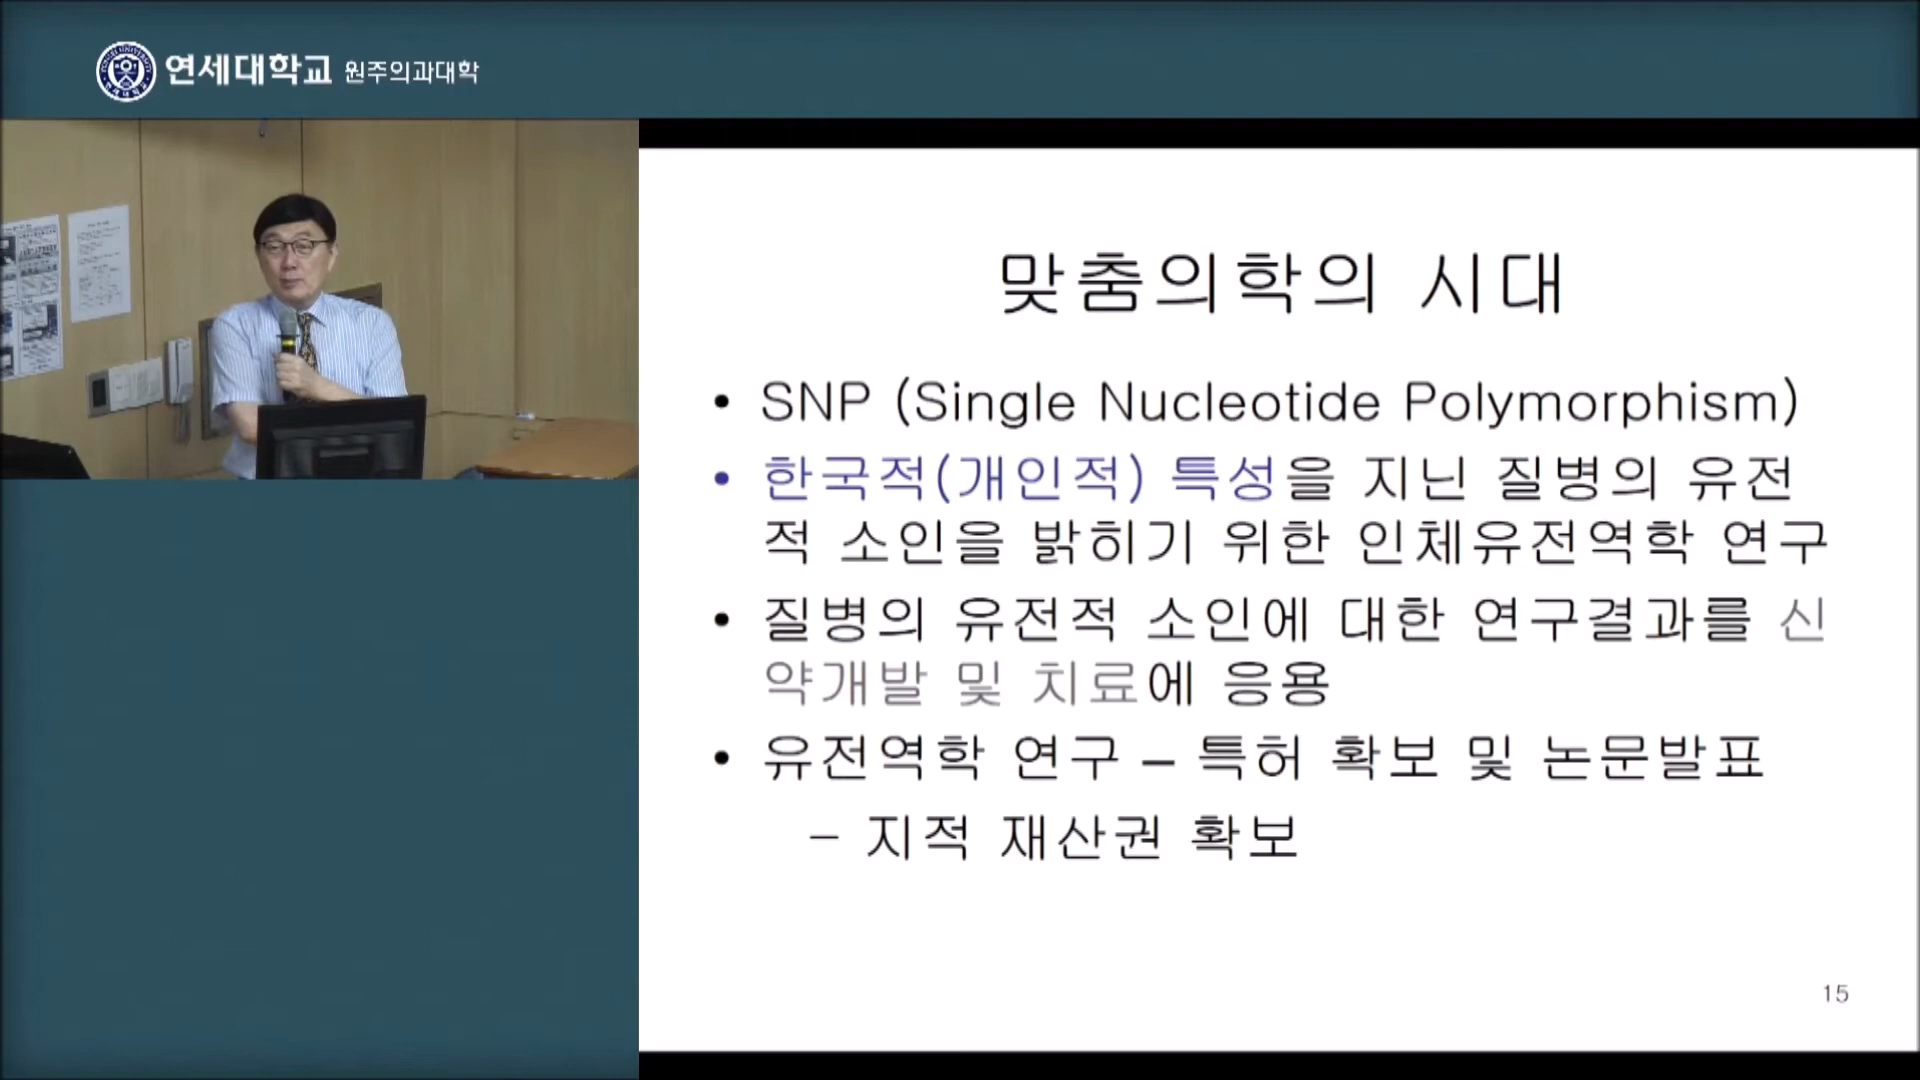 연세대학교 원주의과대학
맞춤의학의 시대
• SNP (Single Nucleotide Polymorphism)
• 한국적(개인적) 특성을 지닌 질병의 유전
적 소인을 밝히기 위한 인체유전역학 연구
• 질병의 유전적 소인에 대한 연구결과를 신
약개발 및 치료에 응용
• 유전역학 연구 – 특허 확보 및 논문발표
– 지적 재산권 확보
15